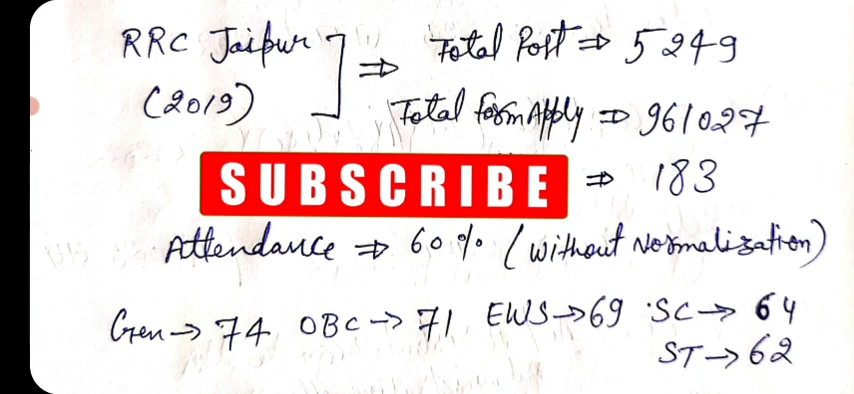 RRC Jaipur ⇒ Total Post ⇒ 5249
(2019)
Total form Apply ⇒ 961027
SUBSCRIBE ⇒ 183
Attendance ⇒ 60% (without Normalization)
Gen → 74 OBC → 71 EWS → 69 SC → 64
ST → 62